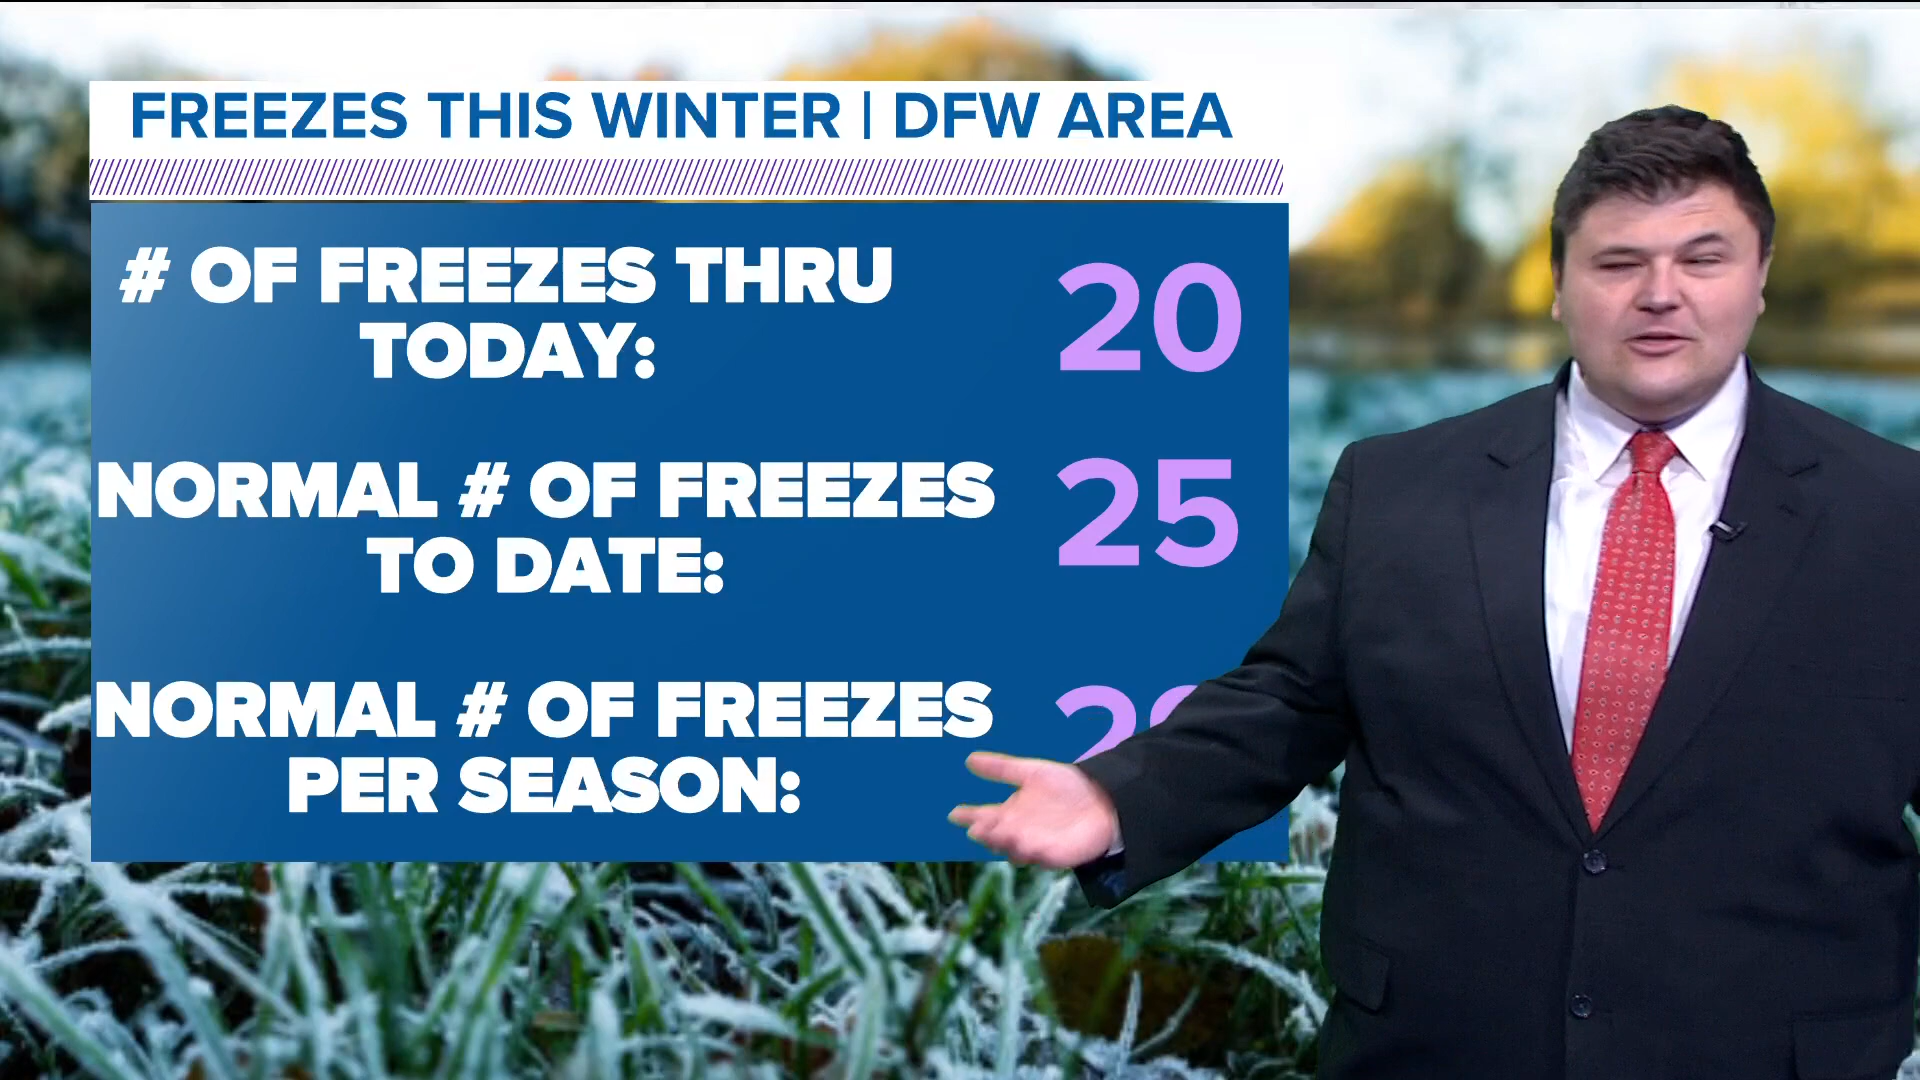 FREEZES THIS WINTER | DFW AREA
# OF FREEZES THRU
TODAY:
20
NORMAL # OF FREEZES
TO DATE:
25
NORMAL # OF FREEZES
PER SEASON: